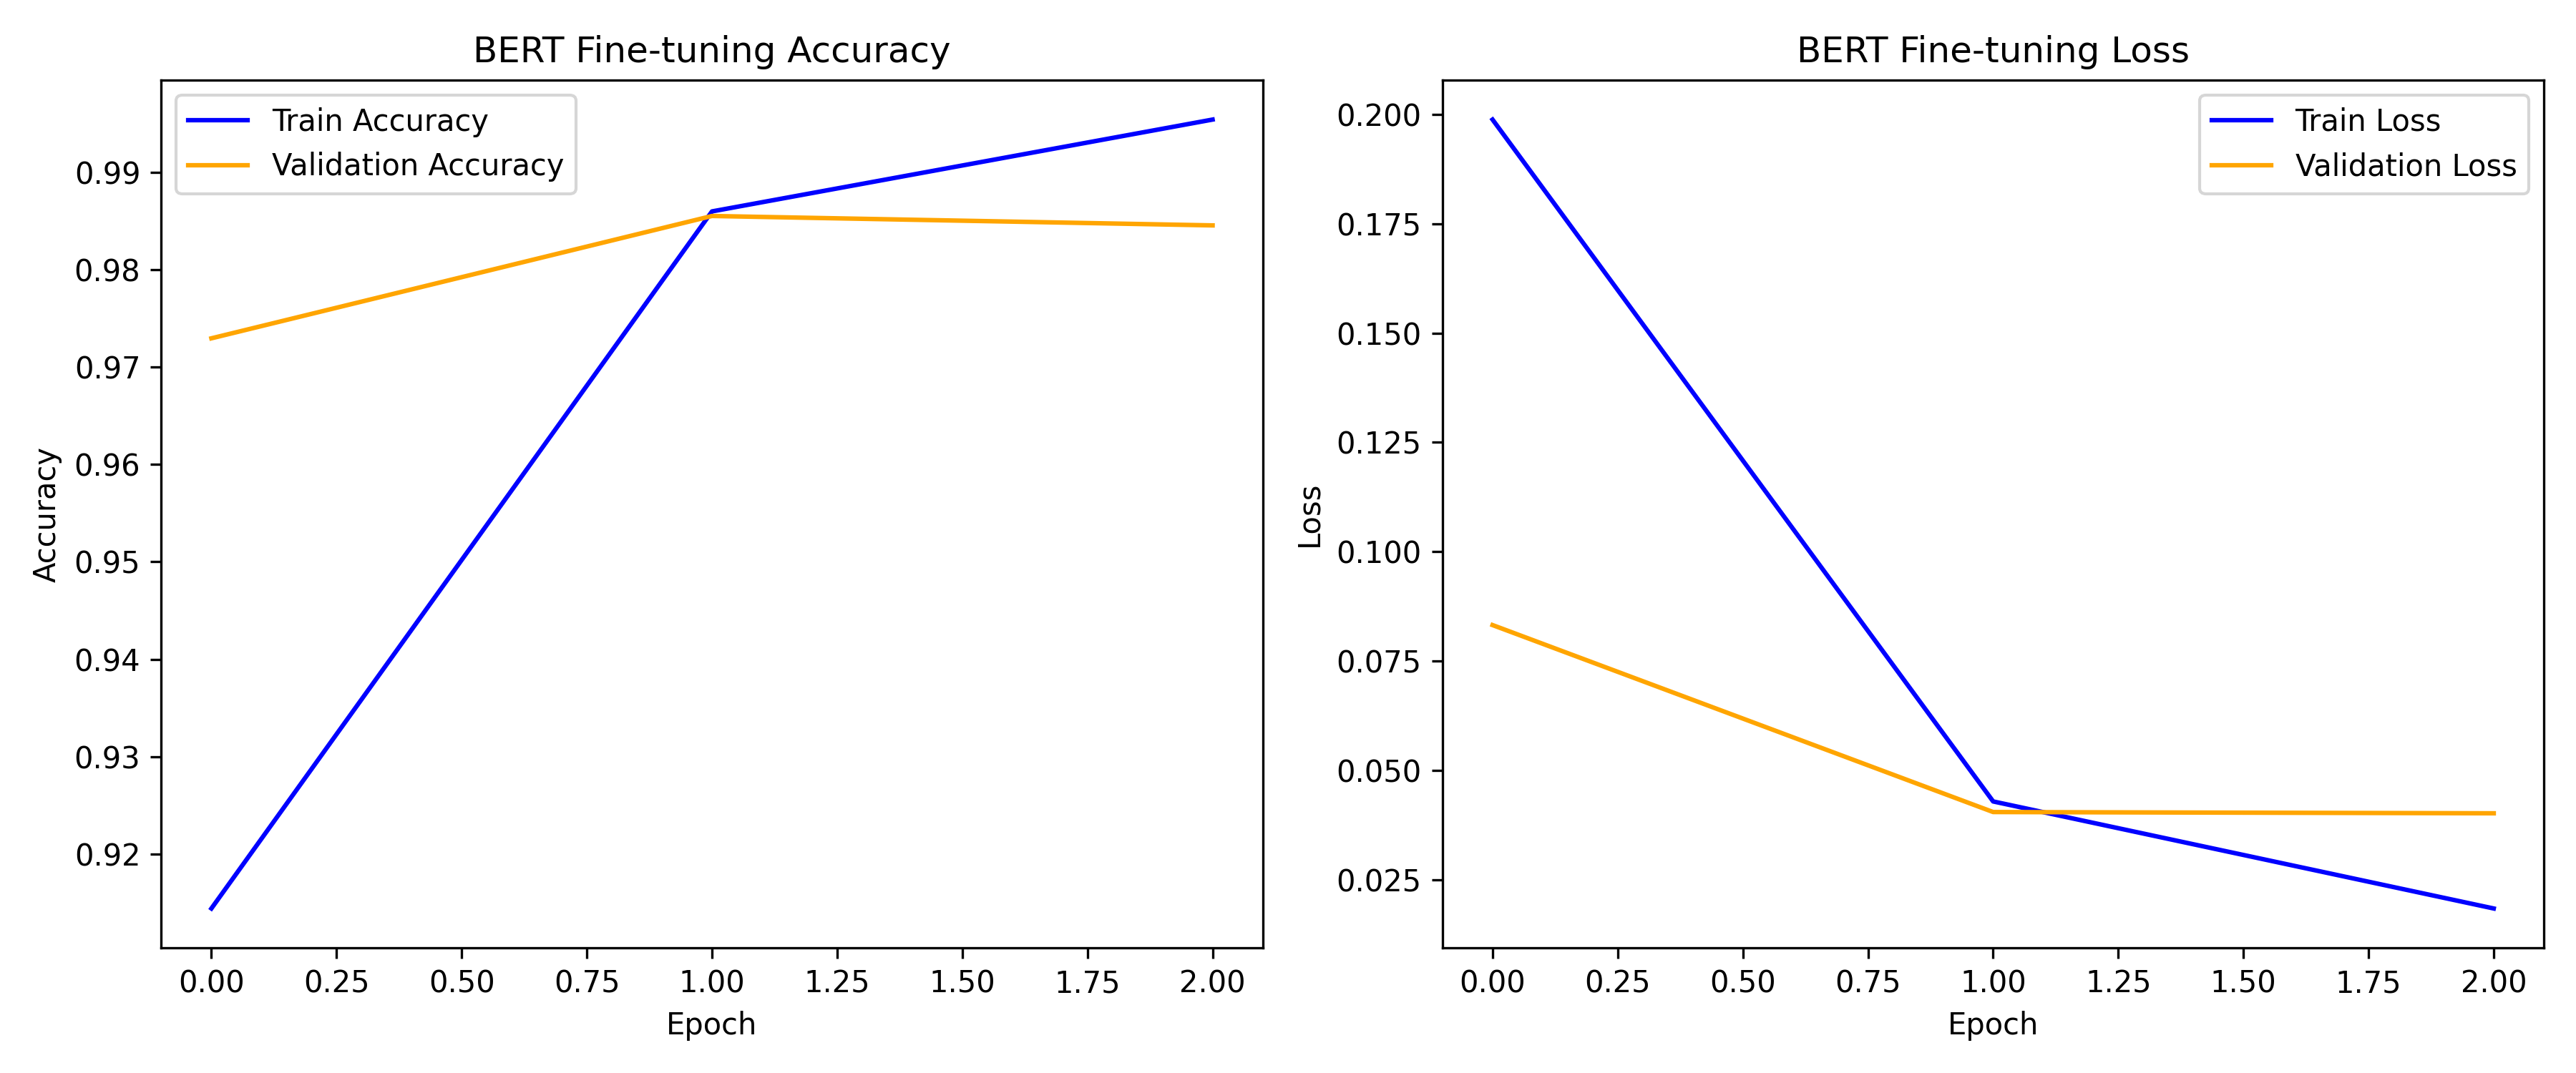 BERT Fine-tuning Accuracy
Train Accuracy
Validation Accuracy
0.99
0.98
0.97
0.96
0.95
0.94
0.93
0.92
Accuracy
0.00 0.25 0.50 0.75 1.00 1.25 1.50 1.75 2.00
Epoch
BERT Fine-tuning Loss
Train Loss
Validation Loss
0.200
0.175
0.150
0.125
0.100
0.075
0.050
0.025
Loss
0.00 0.25 0.50 0.75 1.00 1.25 1.50 1.75 2.00
Epoch